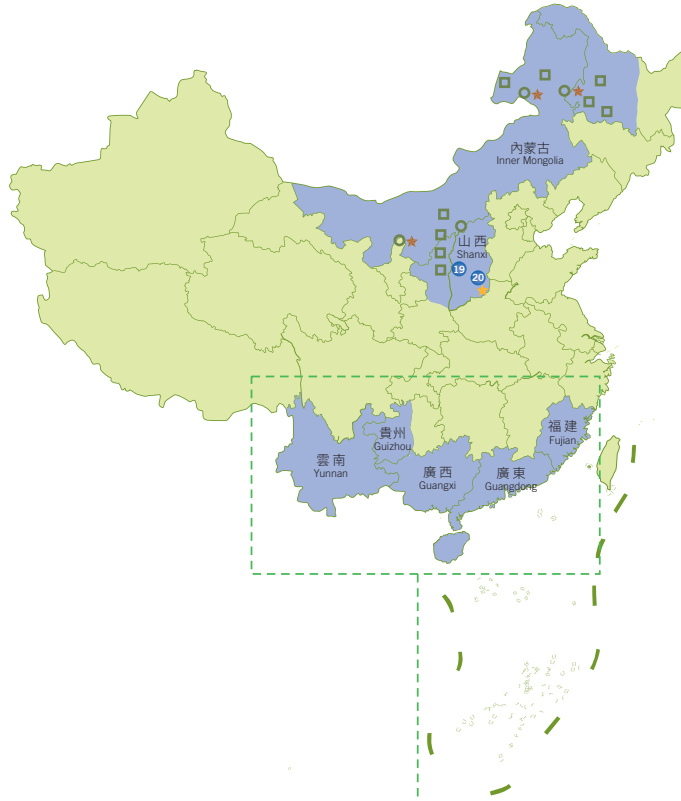 內蒙古
Inner Mongolia
山西
Shanxi
19
20
福建
Fujian
貴州
Guizhou
雲南
Yunnan
廣西
Guangxi
廣東
Guangdong